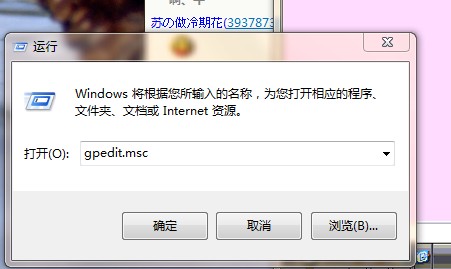 苏の做冷期花(3937873
运行
Windows 将根据您所输入的名称，为您打开相应的程序、
文件夹、文档或 Internet 资源。
打开(O):
gpedit.msc
确定
取消
浏览(B)...